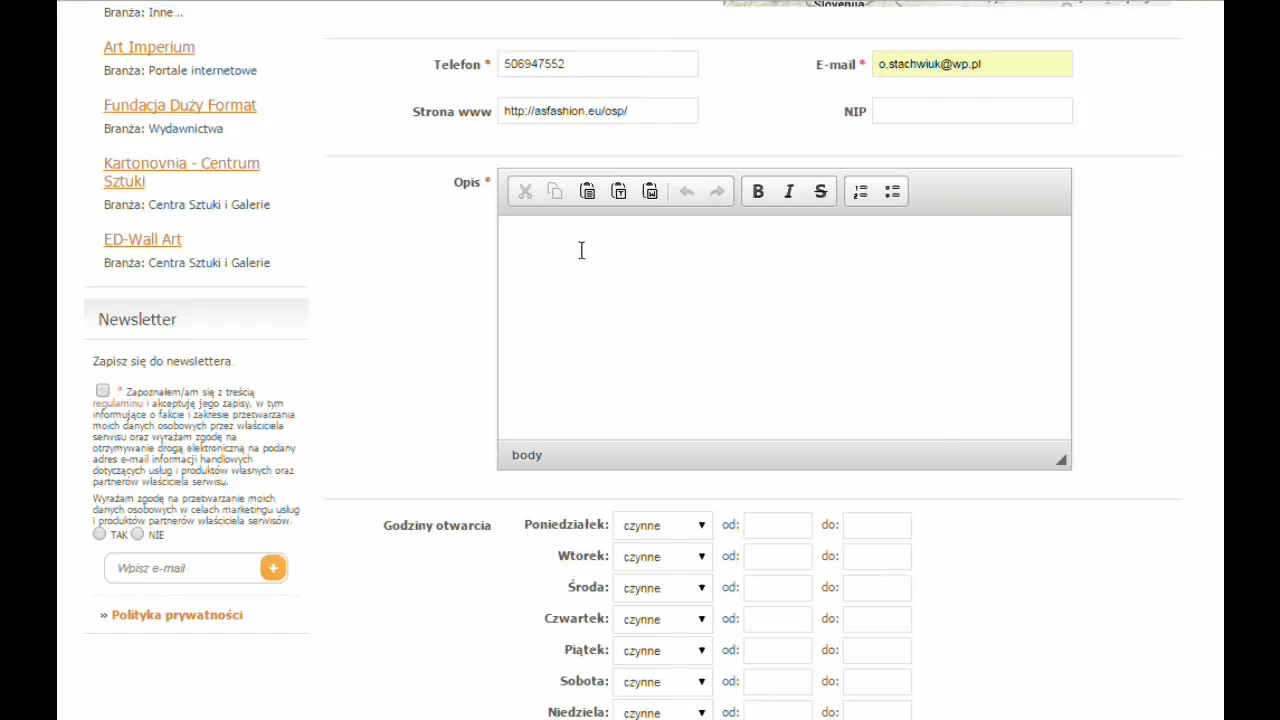 Slovenija
Branża: Inne...
Art Imperium
Branża: Portale internetowe
Fundacja Duży Format
Branża: Wydawnictwa
Kartonovnia - Centrum
Sztuki
Branża: Centra Sztuki i Galerie
ED-Wall Art
Branża: Centra Sztuki i Galerie
Newsletter
Zapisz się do newslettera.
* Zapoznałem/am się z treścią
regulaminu i akceptuję jego zapisy, w tym
informujące o fakcie i zakresie przetwarzania
moich danych osobowych przez właściciela
serwisu oraz wyrażam zgodę na
otrzymywanie drogą elektroniczną na podany
adres e-mail informacji handlowych
dotyczących usług i produktów własnych oraz
partnerów właściciela serwisu.
Wyrażam zgodę na przetwarzanie moich
danych osobowych w celach marketingu usług
i produktów partnerów właściciela serwisów.
TAK NIE
Wpisz e-mail
» Polityka prywatności
Telefon * 506947552 E-mail * o.stachwiuk@wp.pl
Strona www http://asfashion.eu/osp/ NIP
Opis *
B I S
body
Godziny otwarcia Poniedziałek: czynne od: do:
Wtorek: czynne od: do:
Środa: czynne od: do:
Czwartek: czynne od: do:
Piątek: czynne od: do:
Sobota: czynne od: do:
Niedziela: czynne od: do: